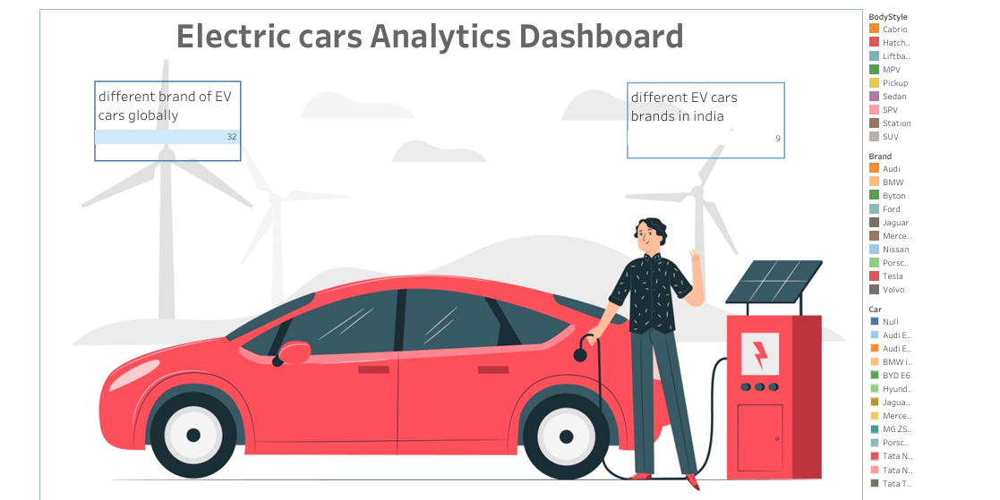 Electric cars Analytics Dashboard
different brand of EV
cars globally
32
different EV cars
brands in india
9
BodyStyle
Cabrio
Hatch..
Liftba..
MPV
Pickup
Sedan
SPV
Station
SUV
Brand
Audi
BMW
Byton
Ford
Jaguar
Merce..
Nissan
Porsc..
Tesla
Volvo
Car
Null
Audi E..
Audi E..
BMW i..
BYD E6
Hyund..
Jagua..
Merce..
MG ZS..
Porsc..
Tata N..
Tata N..
Tata T..